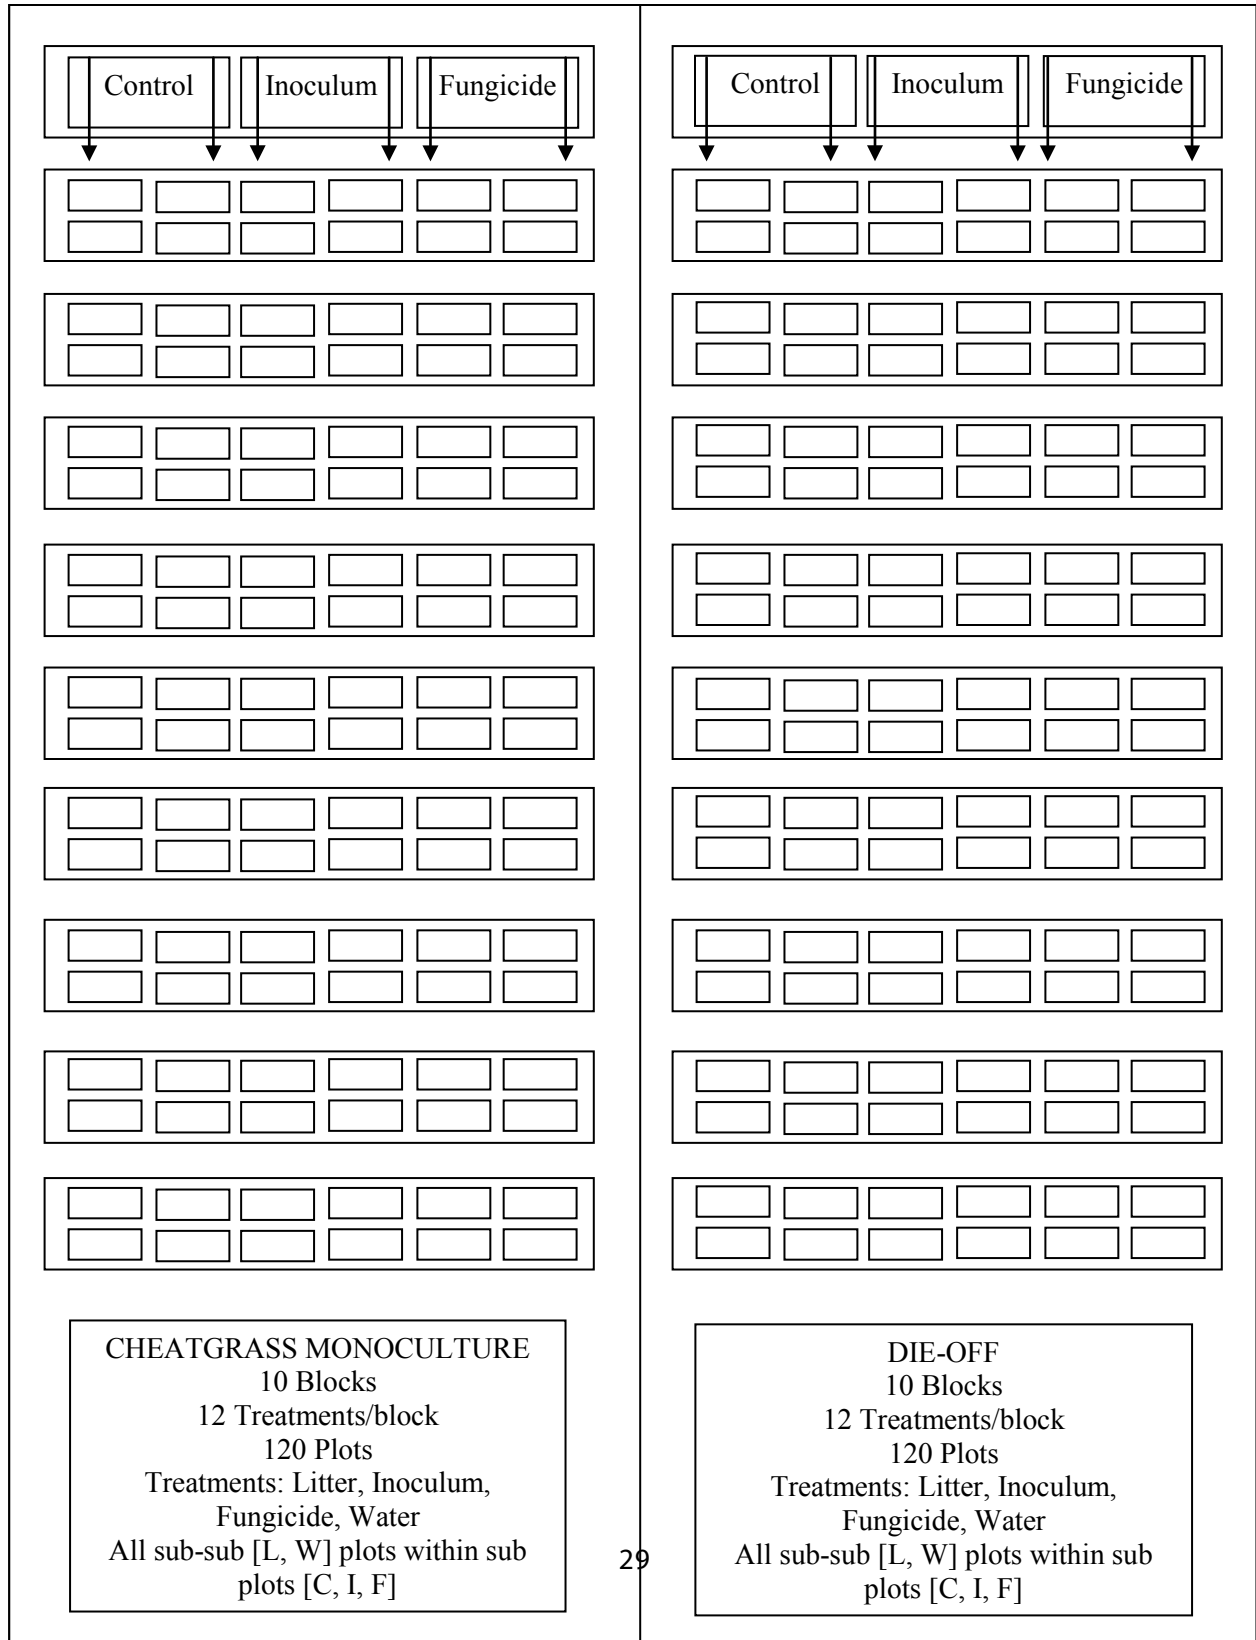 Control
Inoculum
Fungicide
Control
Inoculum
Fungicide
CHEATGRASS MONOCULTURE
10 Blocks
12 Treatments/block
120 Plots
Treatments: Litter, Inoculum,
Fungicide, Water
All sub-sub [L, W] plots within sub
plots [C, I, F]
DIE-OFF
10 Blocks
12 Treatments/block
120 Plots
Treatments: Litter, Inoculum,
Fungicide, Water
All sub-sub [L, W] plots within sub
plots [C, I, F]
29